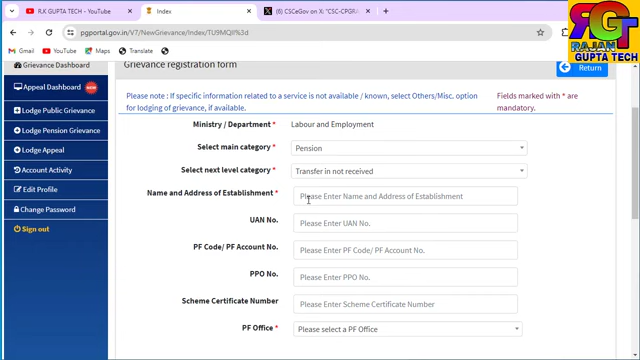 R.K GUPTA TECH - YouTube
Index
(6) CSCeGov on X: "CSC-CPGRA
pgportal.gov.in/V7/NewGrievance/Index/TU9MQII%3d
Gmail YouTube Maps Translate
RGT
RAJAN
GUPTA TECH
Grievance Dashboard
Appeal Dashboard NEW
Lodge Public Grievance
Lodge Pension Grievance
Lodge Appeal
Account Activity
Edit Profile
Change Password
Sign out
Grievance registration form
Return
Please note : If specific information related to a service is not available / known, select Others/Misc, option
for lodging of grievance, if available.
Fields marked with * are
mandatory.
Ministry / Department * Labour and Employment
Select main category * Pension
Select next level category * Transfer in not received
Name and Address of Establishment * Please Enter Name and Address of Establishment
UAN No. Please Enter UAN No.
PF Code/ PF Account No. Please Enter PF Code/ PF Account No.
PPO No. Please Enter PPO No.
Scheme Certificate Number Please Enter Scheme Certificate Number
PF Office * Please select a PF Office